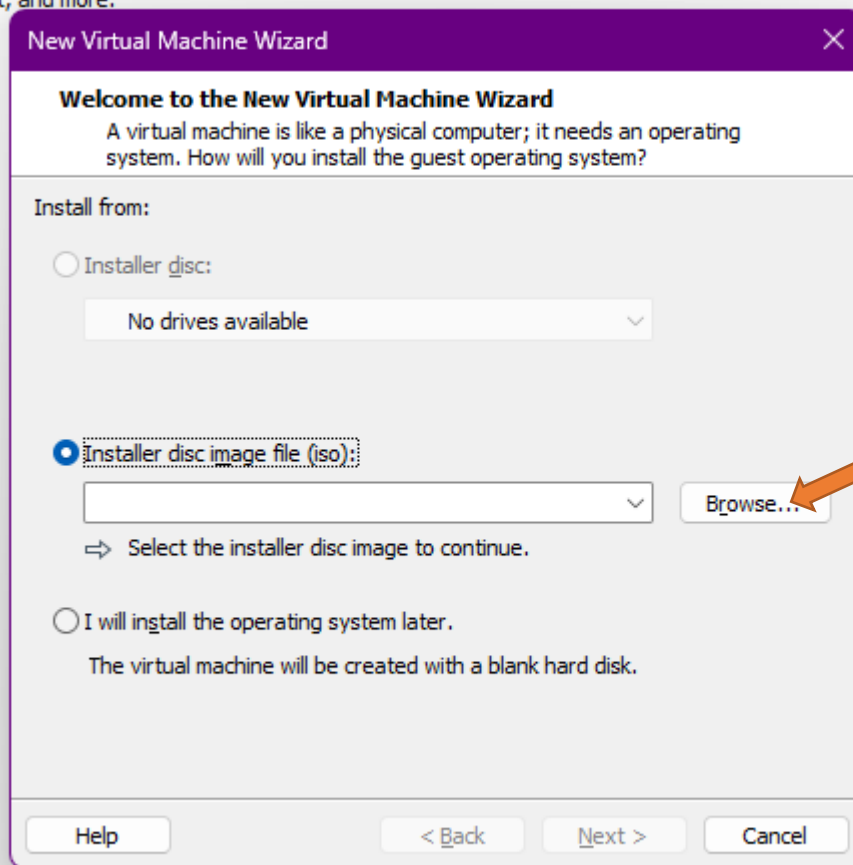 t, and more.
New Virtual Machine Wizard
Welcome to the New Virtual Machine Wizard
A virtual machine is like a physical computer; it needs an operating
system. How will you install the guest operating system?
Install from:
Installer disc:
No drives available
Installer disc image file (iso):
Browse...
Select the installer disc image to continue.
I will install the operating system later.
The virtual machine will be created with a blank hard disk.
Help < Back Next > Cancel